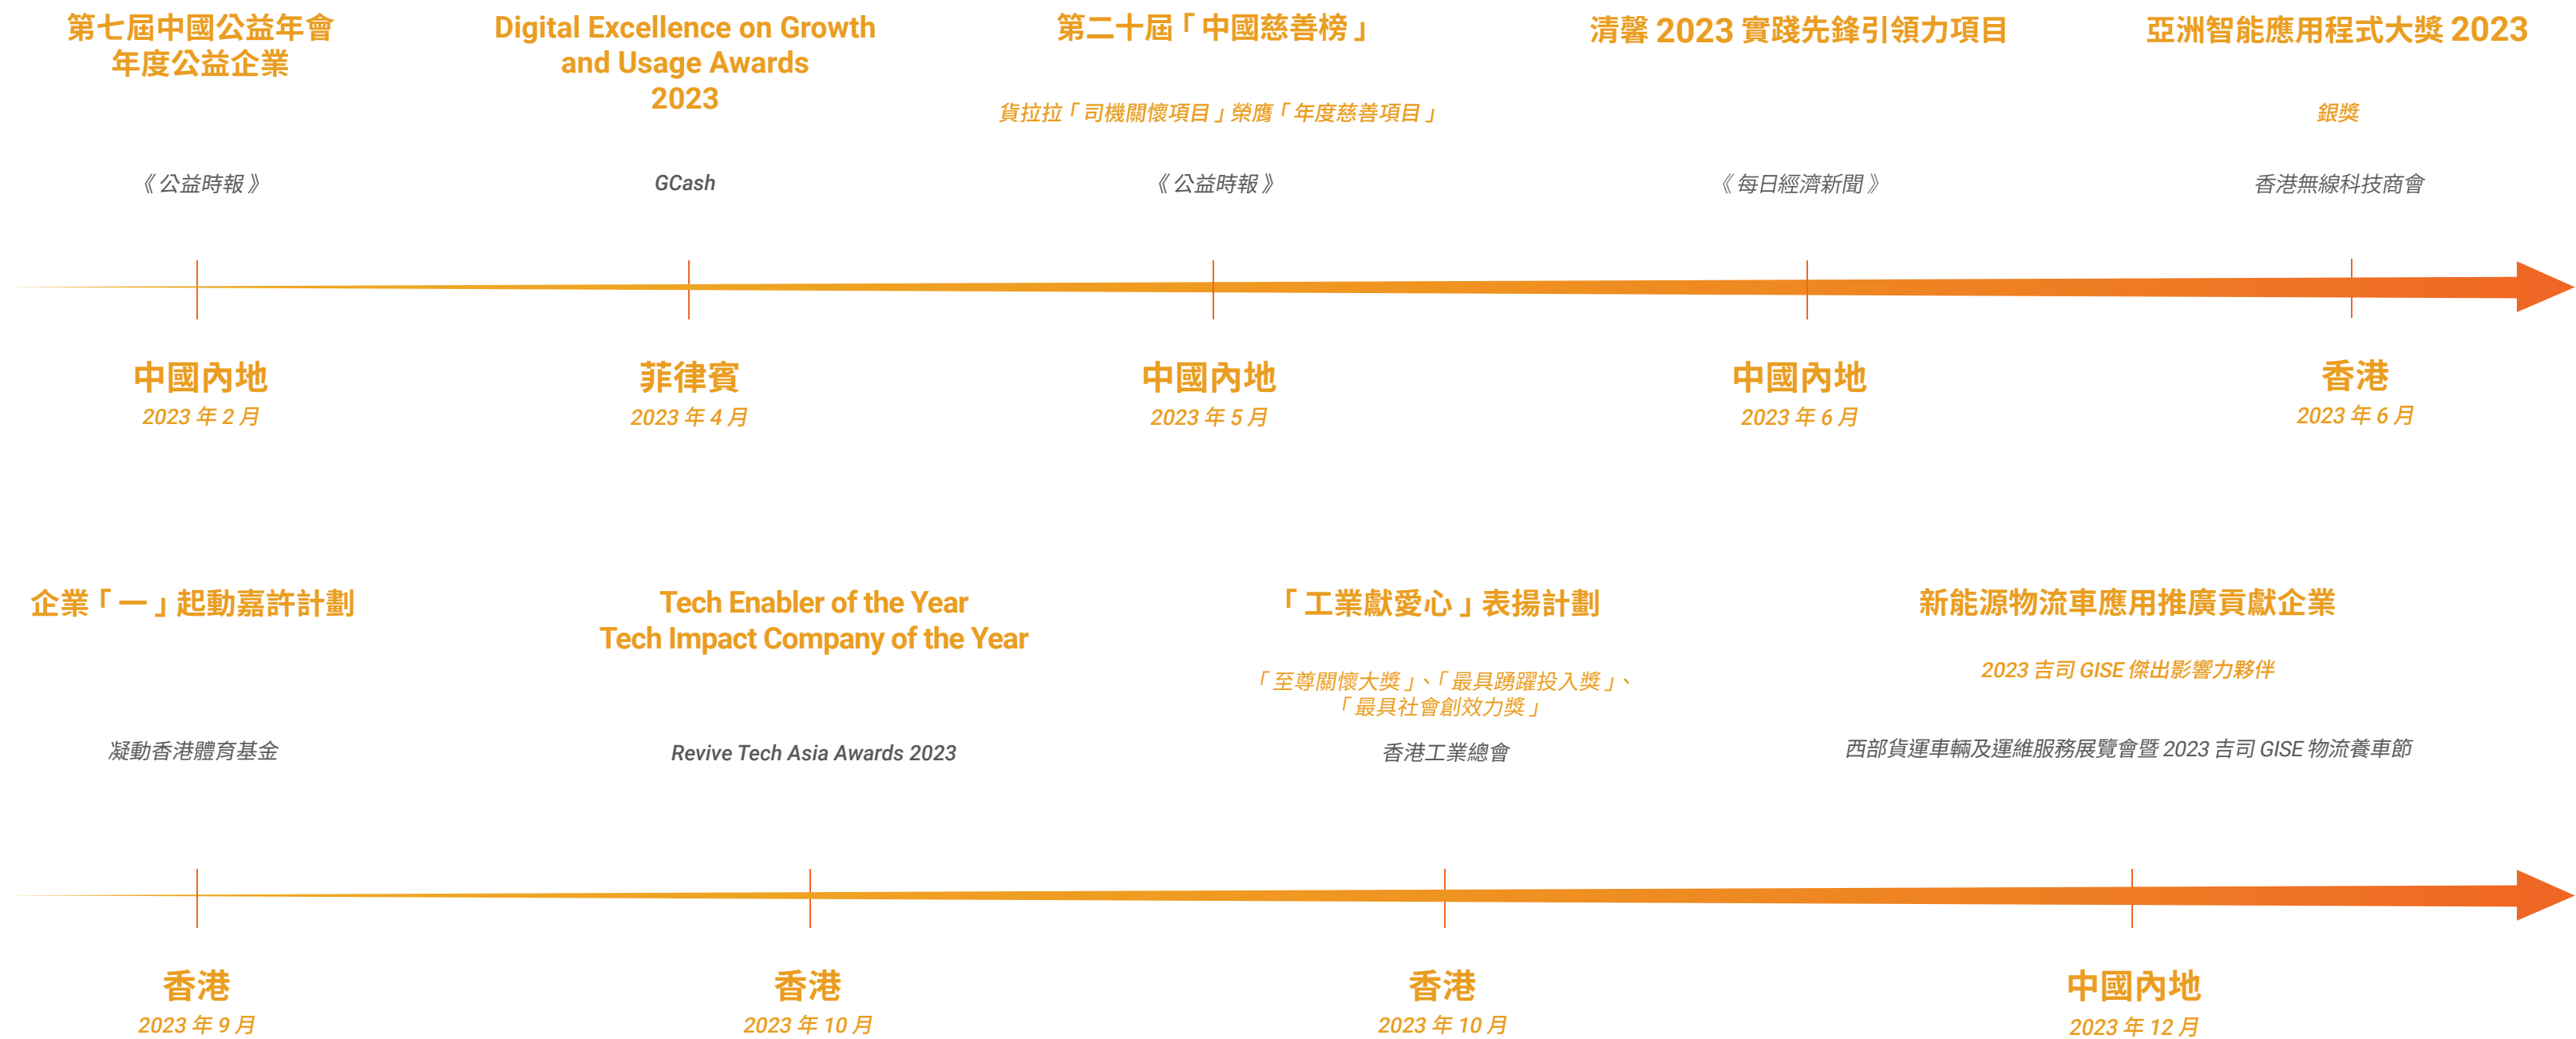 第七屆中國公益年會
年度公益企業
《公益時報》
中國內地
2023 年 2 月
Digital Excellence on Growth
and Usage Awards
2023
GCash
菲律賓
2023 年 4 月
第二十屆「中國慈善榜」
貨拉拉「司機關懷項目」榮膺「年度慈善項目」
《公益時報》
中國內地
2023 年 5 月
清馨 2023 實踐先鋒引領力項目
《每日經濟新聞》
中國內地
2023 年 6 月
亞洲智能應用程式大獎 2023
銀獎
香港無線科技商會
香港
2023 年 6 月
企業「一」起動嘉許計劃
凝動香港體育基金
香港
2023 年 9 月
Tech Enabler of the Year
Tech Impact Company of the Year
Revive Tech Asia Awards 2023
香港
2023 年 10 月
「工業獻愛心」表揚計劃
「至尊關懷大獎」、「最具踴躍投入獎」、
「最具社會創效力獎」
香港工業總會
香港
2023 年 10 月
新能源物流車應用推廣貢獻企業
2023 吉司 GISE 傑出影響力夥伴
西部貨運車輛及運維服務展覽會暨 2023 吉司 GISE 物流養車節
中國內地
2023 年 12 月